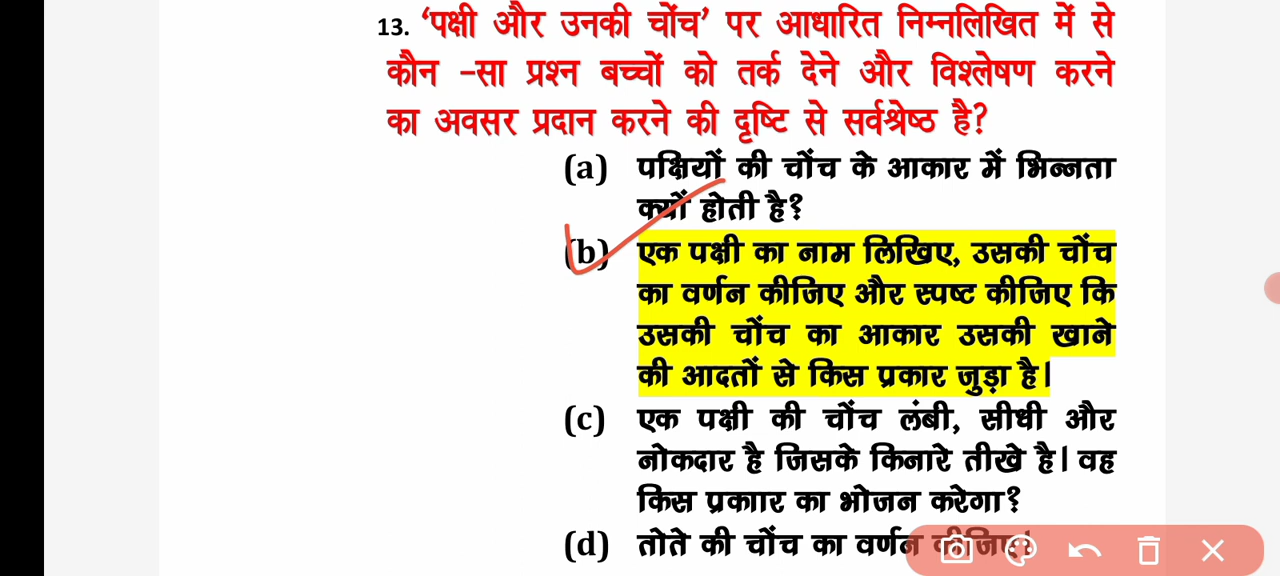 13. ‘पक्षी और उनकी चोंच’ पर आधारित निम्नलिखित में से
कौन –सा प्रश्न बच्चों को तर्क देने और विश्लेषण करने
का अवसर प्रदान करने की दृष्टि से सर्वश्रेष्ठ है?
(a) पक्षियों की चोंच के आकार में भिन्नता
क्यों होती है?
(b) एक पक्षी का नाम लिखिए, उसकी चोंच
का वर्णन कीजिए और स्पष्ट कीजिए कि
उसकी चोंच का आकार उसकी खाने
की आदतों से किस प्रकार जुड़ा है।
(c) एक पक्षी की चोंच लंबी, सीधी और
नोकदार है जिसके किनारे तीखे है। वह
किस प्रकाार का भोजन करेगा?
(d) तोते की चोंच का वर्णन कीजिए?